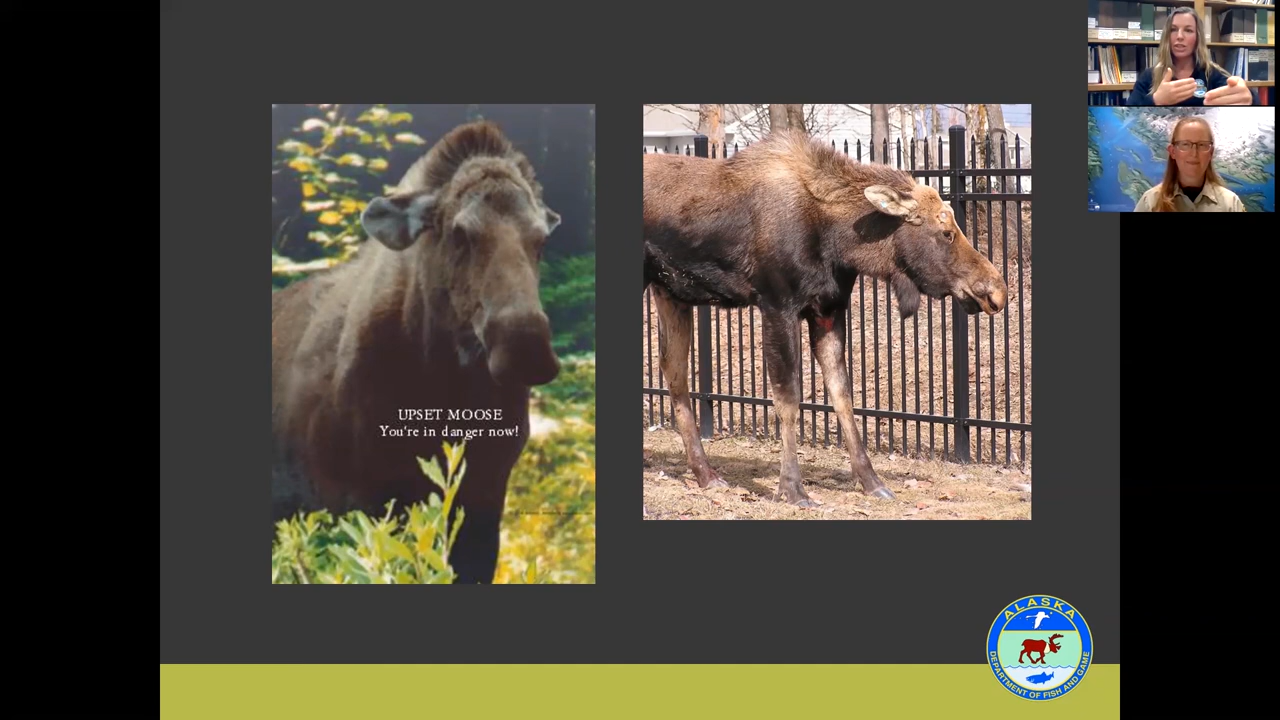 UPSET MOOSE
You're in danger now!
ALASKA
DEPARTMENT OF FISH AND GAME